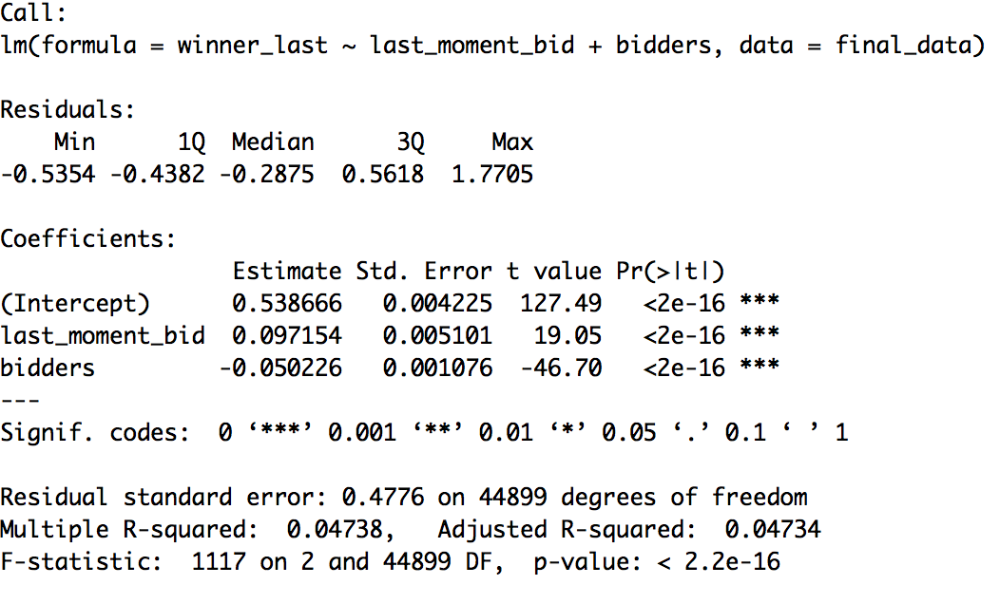 Call:
lm(formula = winner_last ~ last_moment_bid + bidders, data = final_data)
Residuals:
Min 1Q Median 3Q Max
-0.5354 -0.4382 -0.2875 0.5618 1.7705
Coefficients:
Estimate Std. Error t value Pr(>|t|)
(Intercept) 0.538666 0.004225 127.49 <2e-16 ***
last_moment_bid 0.097154 0.005101 19.05 <2e-16 ***
bidders -0.050226 0.001076 -46.70 <2e-16 ***
---
Signif. codes: 0 ‘***’ 0.001 ‘**’ 0.01 ‘*’ 0.05 ‘.’ 0.1 ‘ ’ 1
Residual standard error: 0.4776 on 44899 degrees of freedom
Multiple R-squared: 0.04738, Adjusted R-squared: 0.04734
F-statistic: 1117 on 2 and 44899 DF, p-value: < 2.2e-16